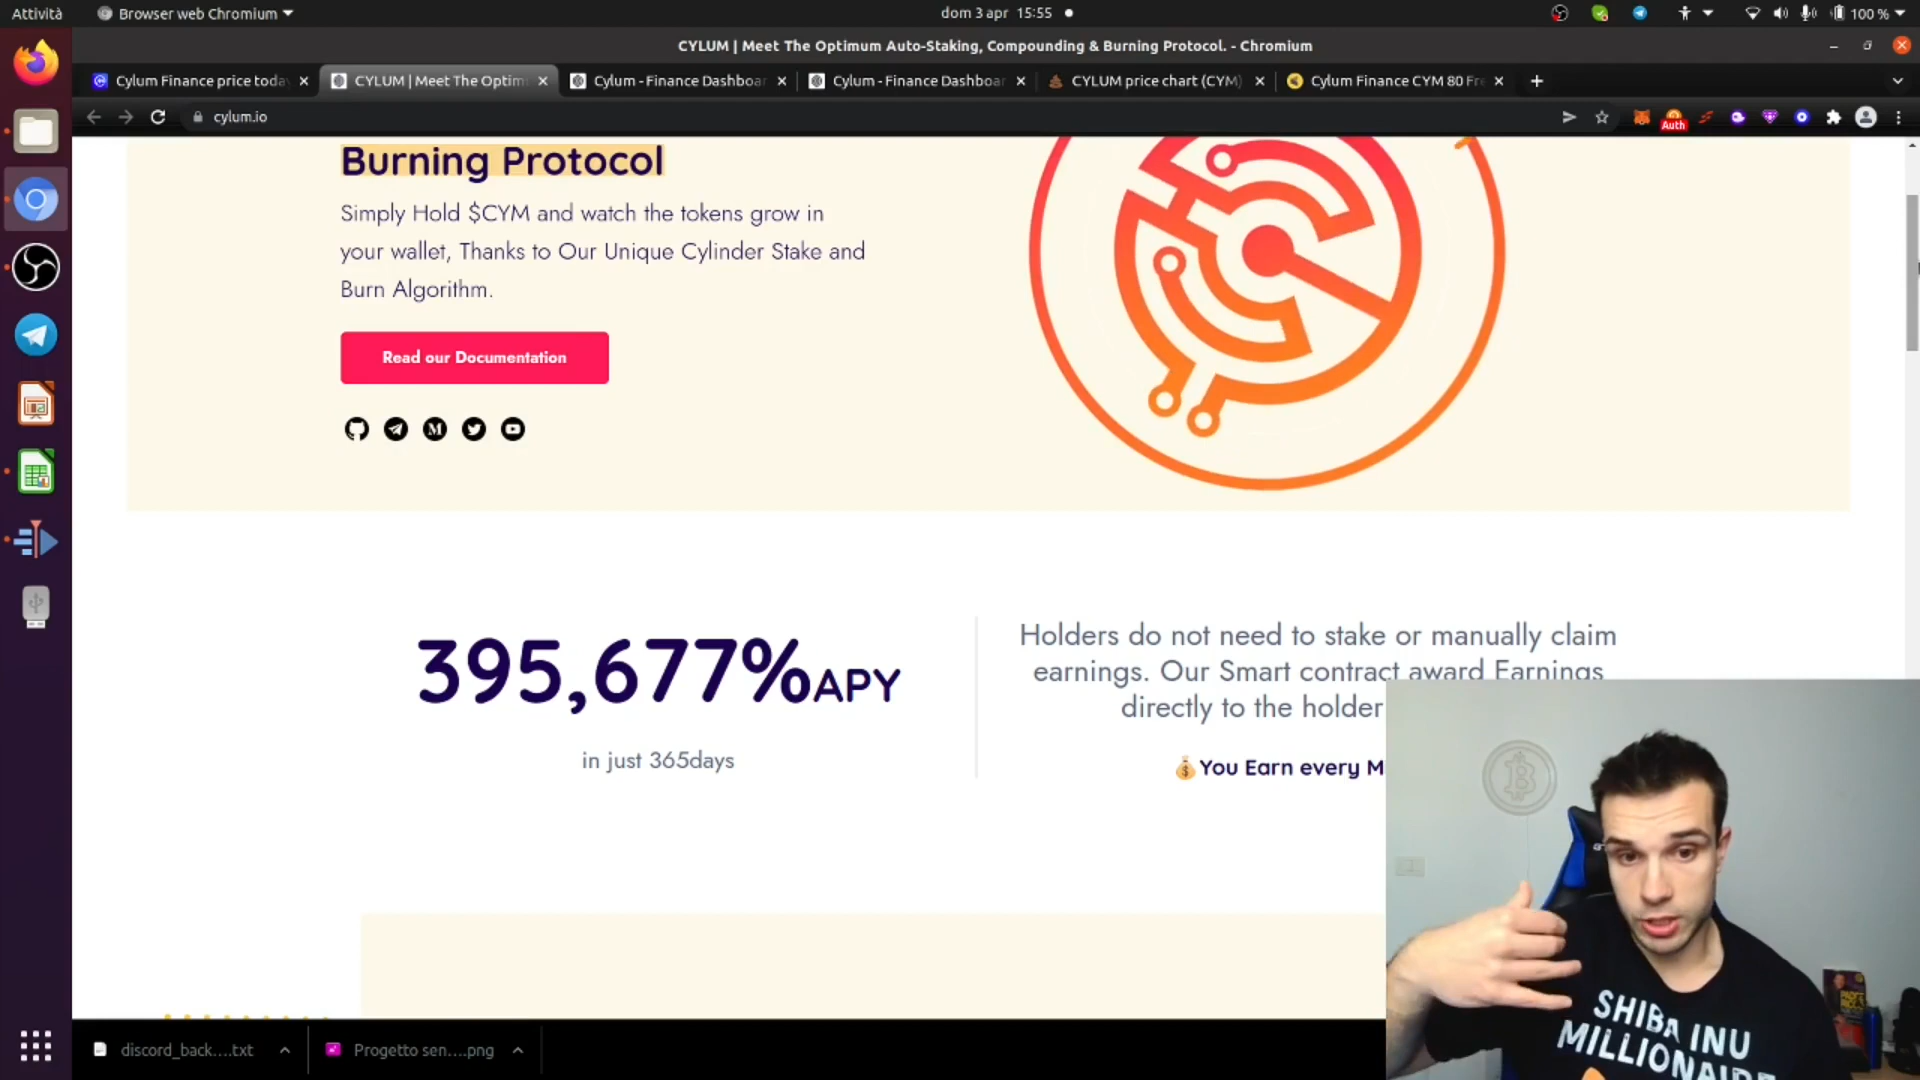 Attività
Browser web Chromium
dom 3 apr 15:55
100 %
CYLUM | Meet The Optimum Auto-Staking, Compounding & Burning Protocol. - Chromium
Cylum Finance price toda
CYLUM | Meet The Optim
Cylum - Finance Dashboar
Cylum - Finance Dashboar
CYLUM price chart (CYM)
Cylum Finance CYM 80 Fr
cylum.io
Auth
Burning Protocol
Simply Hold $CYM and watch the tokens grow in
your wallet, Thanks to Our Unique Cylinder Stake and
Burn Algorithm.
Read our Documentation
395,677%APY
in just 365days
Holders do not need to stake or manually claim
earnings. Our Smart contract award Earnings
directly to the holder
You Earn every M
SHIBA INU
MILLIONAIRE
discord_back....txt
Progetto sen....png